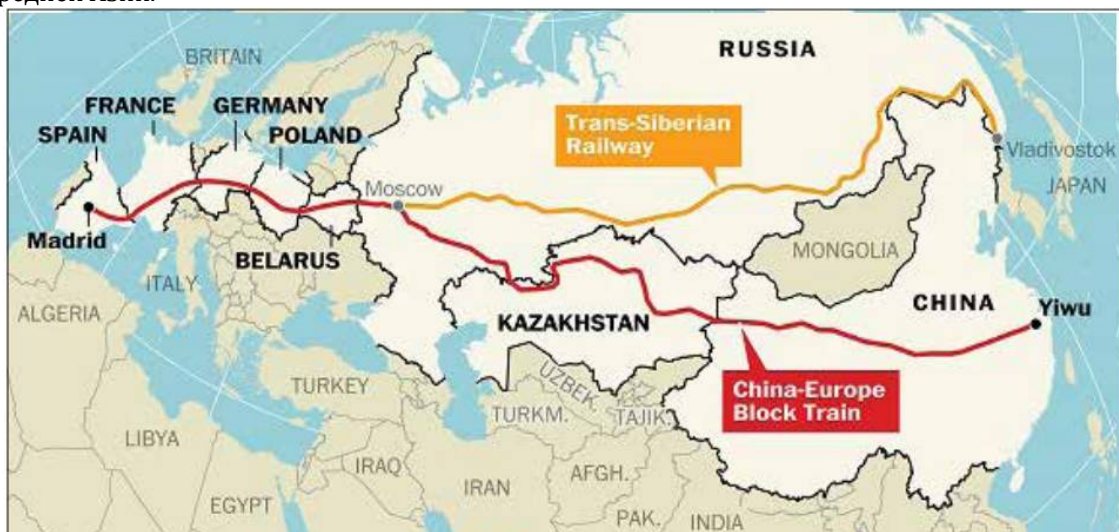 RUSSIA
BRITAIN
FRANCE
GERMANY
SPAIN
POLAND
Trans-Siberian
Railway
Moscow
Vladivostok
JAPAN
Madrid
BELARUS
MONGOLIA
ITALY
CHINA
Yiwu
ALGERIA
KAZAKHSTAN
TURKEY
UZBEK.
TURKM.
TAJIK.
China-Europe
Block Train
LIBYA
IRAQ
IRAN
AFGH.
EGYPT
PAK.
INDIA